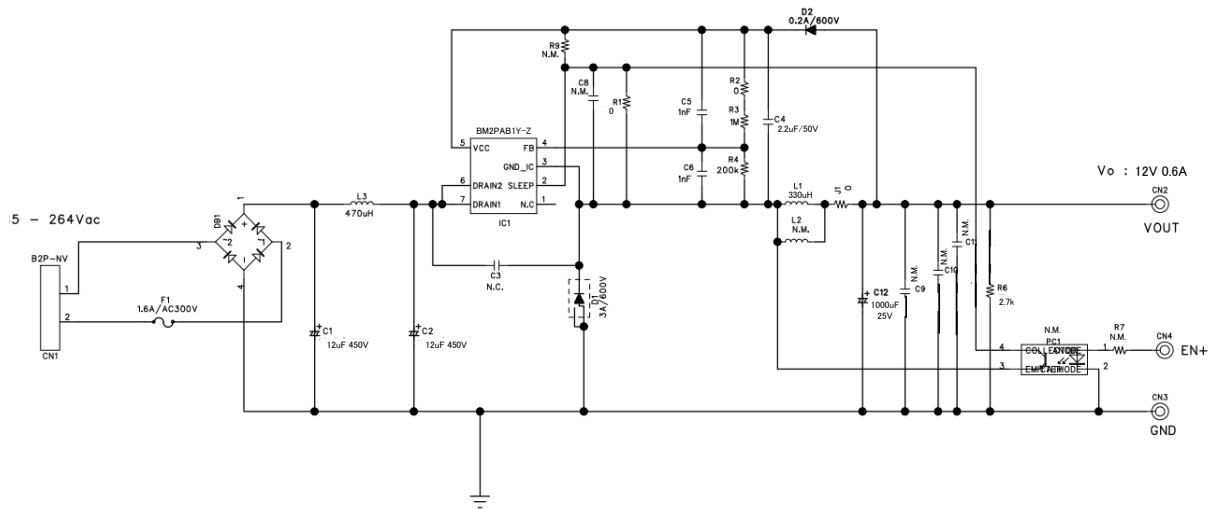 D2
0.2A/600V
R9
N.M.
C8
N.M.
R1
0
C5
1nF
R2
0
R3
1M
C4
2.2uF/50V
BM2PAB1Y-Z
5 VCC FB 4
GND_IC 3
6 DRAIN2 SLEEP 2
7 DRAIN1 N.C 1
IC1
C6
1nF
R4
200k
L1
330uH
J1
0
L2
N.M.
Vo : 12V 0.6A
CN2
VOUT
5 - 264Vac
DB1
1
+
~2
~1
3
2
-
4
L3
470uH
B2P-NV
1
2
CN1
F1
1.6A/AC300V
C3
N.C.
D1
3A/600V
C1
12uF 450V
C2
12uF 450V
C12
1000uF
25V
N.M.
C9
N.M.
C10
N.M.
R6
2.7k
N.M.
PC1
4
3
1
2
R7
N.M.
CN4
EN+
CN3
GND